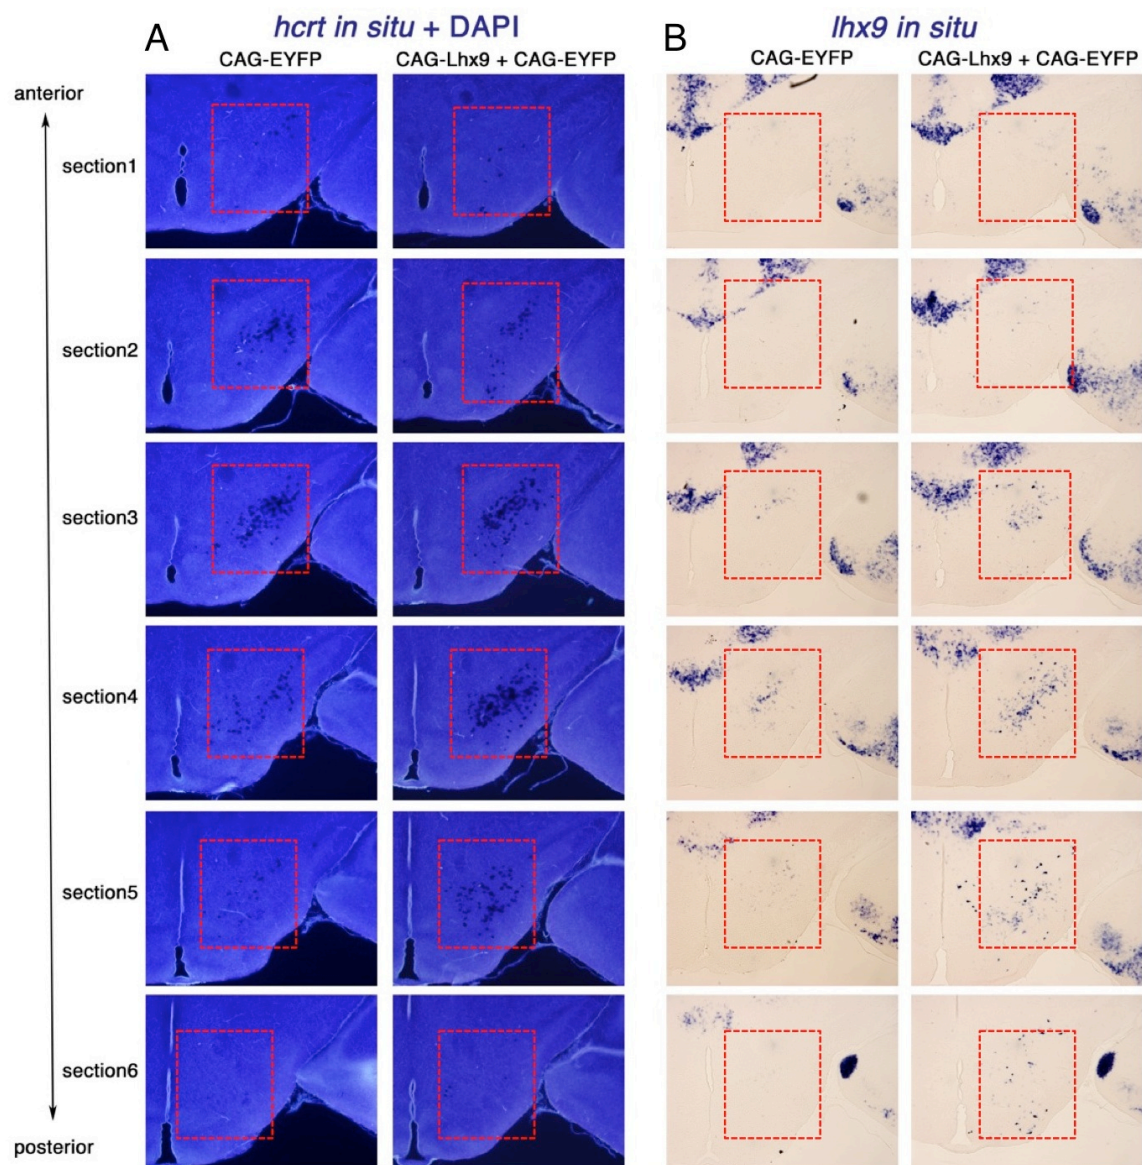 A
hcrt in situ + DAPI
B
lhx9 in situ
CAG-EYFP
CAG-Lhx9 + CAG-EYFP
CAG-EYFP
CAG-Lhx9 + CAG-EYFP
anterior
section1
section2
section3
section4
section5
section6
posterior